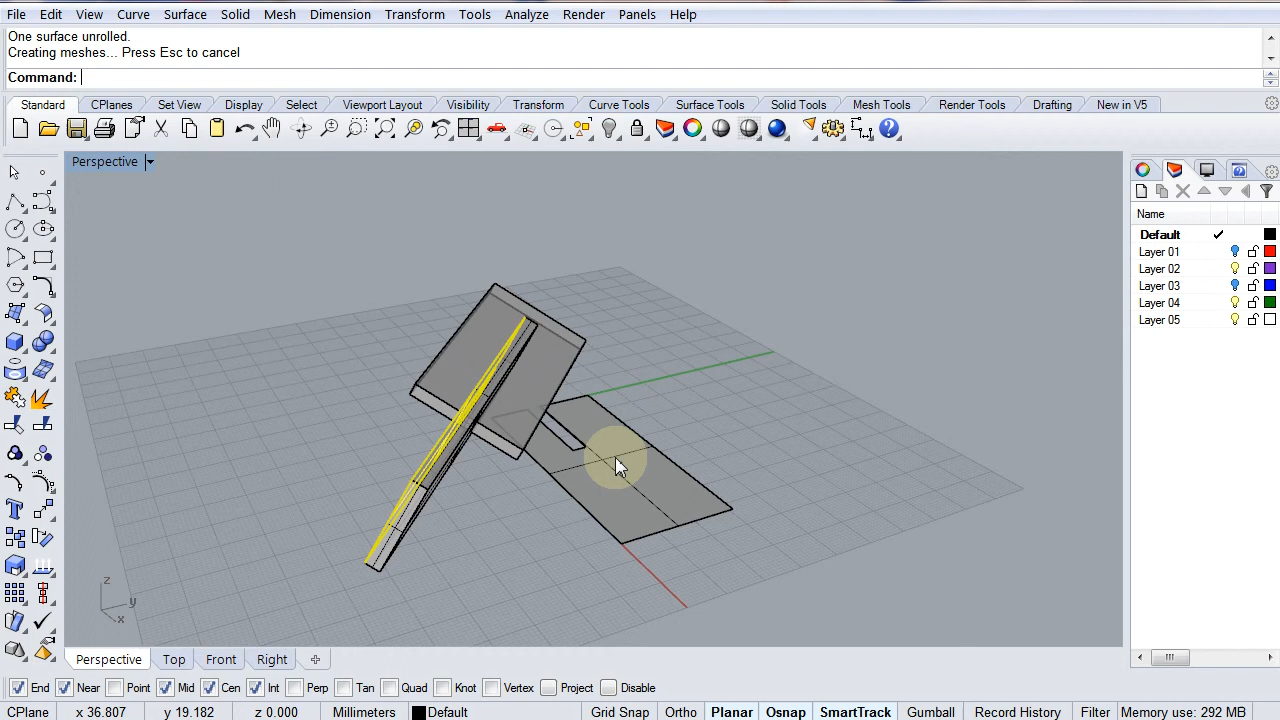 File Edit View Curve Surface Solid Mesh Dimension Transform Tools Analyze Render Panels Help
One surface unrolled.
Creating meshes... Press Esc to cancel
Command:
Standard CPlanes Set View Display Select Viewport Layout Visibility Transform Curve Tools Surface Tools Solid Tools Mesh Tools Render Tools Drafting New in V5
Perspective
Name
Default
Layer 01
Layer 02
Layer 03
Layer 04
Layer 05
z
y
x
Perspective Top Front Right
End Near Point Mid Cen Int Perp Tan Quad Knot Vertex Project Disable
CPlane x 36.807 y 19.182 z 0.000 Millimeters Default Grid Snap Ortho Planar Osnap SmartTrack Gumball Record History Filter Memory use: 292 MB